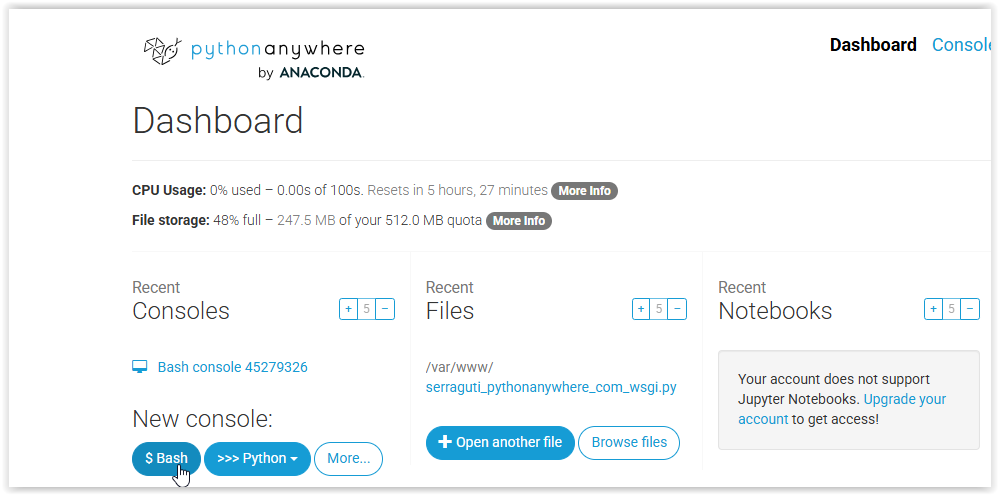 pythonanywhere
by ANACONDA.
Dashboard
Console
Dashboard
CPU Usage: 0% used – 0.00s of 100s. Resets in 5 hours, 27 minutes More Info
File storage: 48% full – 247.5 MB of your 512.0 MB quota More Info
Recent
Consoles
+ 5 −
Bash console 45279326
New console:
$ Bash
>>> Python
More...
Recent
Files
+ 5 −
/var/www/
serraguti_pythonanywhere_com_wsgi.py
+ Open another file
Browse files
Recent
Notebooks
+ 5 −
Your account does not support
Jupyter Notebooks. Upgrade your
account to get access!